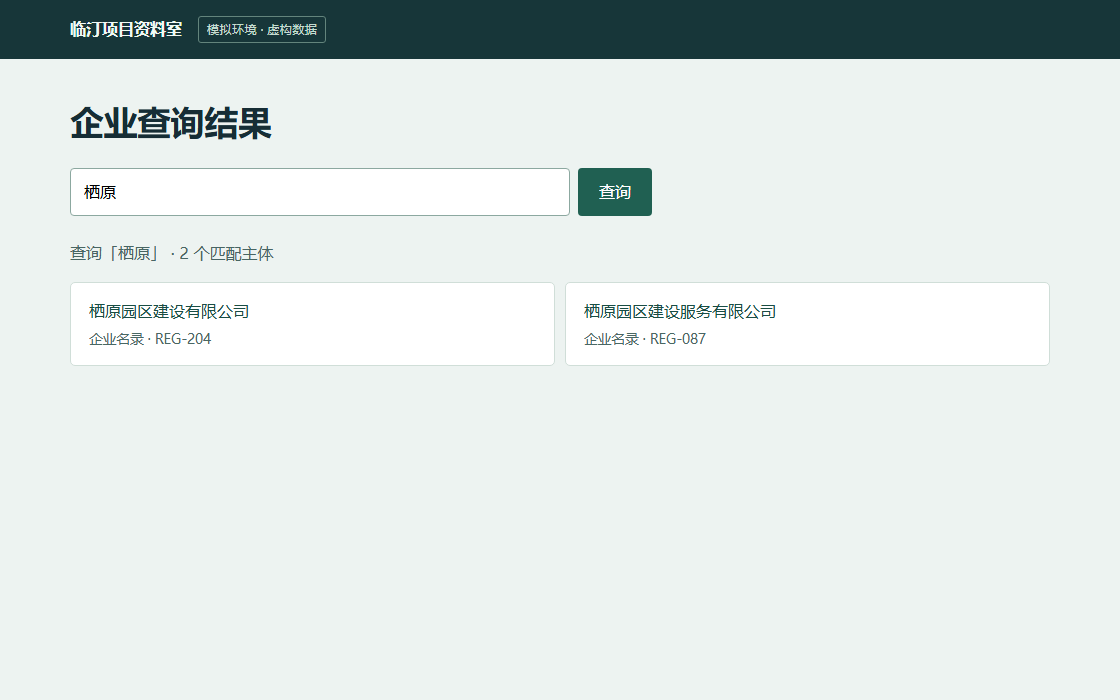 临汀项目资料室
模拟环境 · 虚构数据
企业查询结果
栖原
查询
查询「栖原」 · 2 个匹配主体
栖原园区建设有限公司
企业名录 · REG-204
栖原园区建设服务有限公司
企业名录 · REG-087